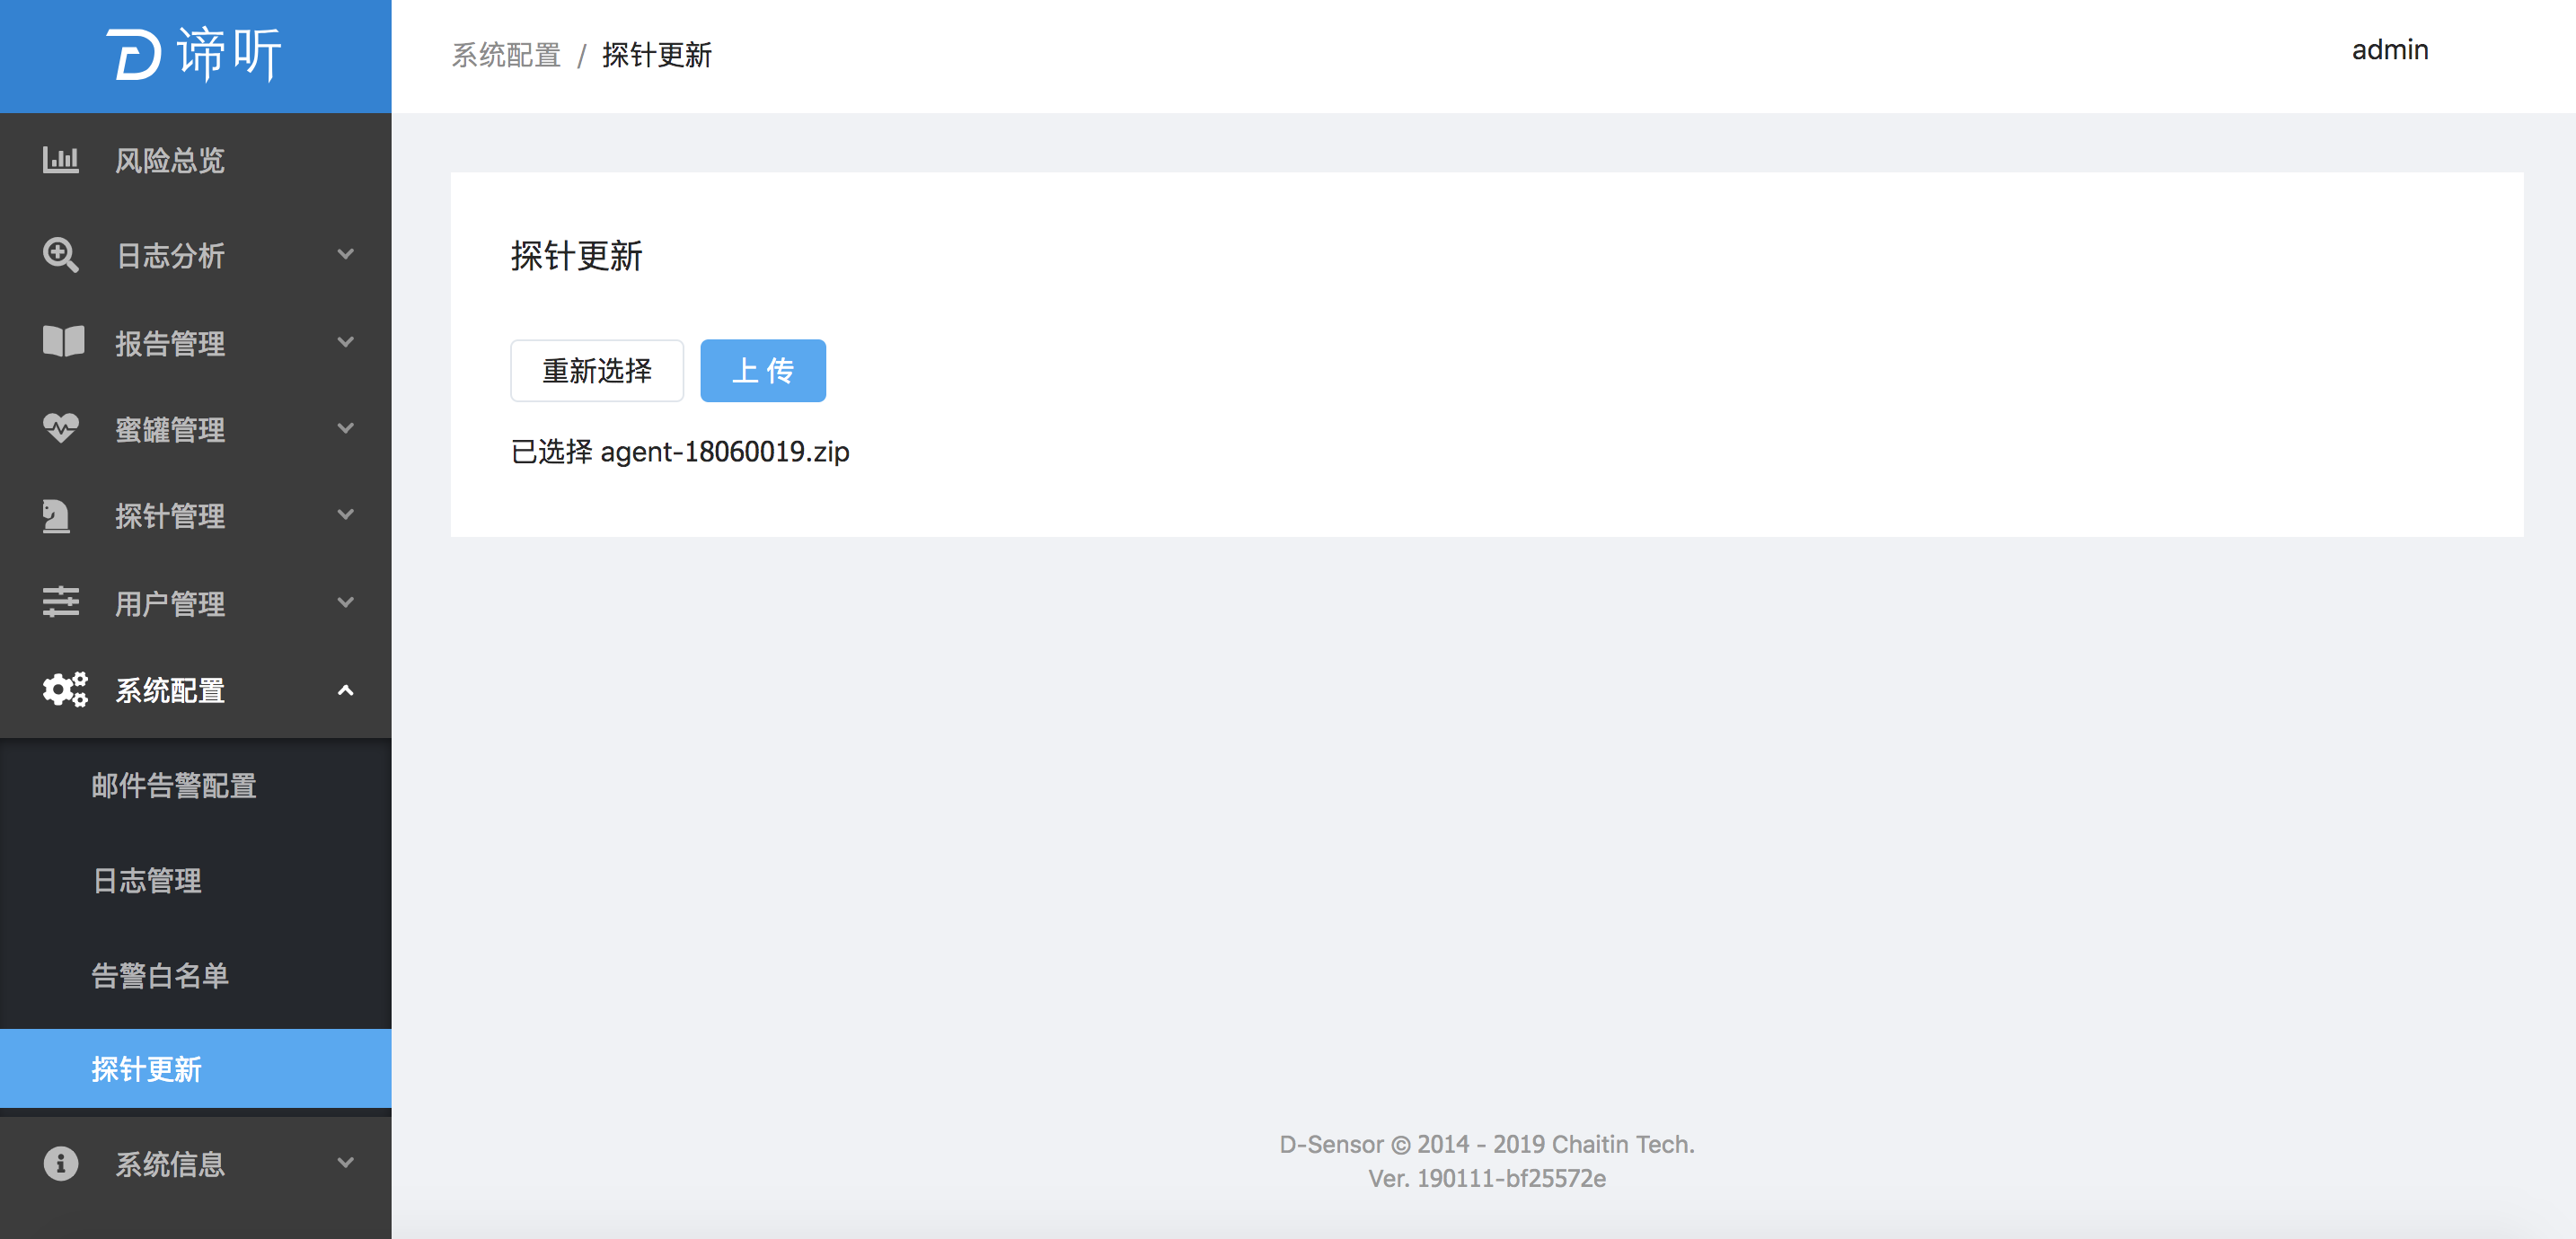 谛听
系统配置 / 探针更新
admin
风险总览
日志分析
报告管理
蜜罐管理
探针管理
用户管理
系统配置
邮件告警配置
日志管理
告警白名单
探针更新
系统信息
探针更新
重新选择
上 传
已选择 agent-18060019.zip
D-Sensor © 2014 - 2019 Chaitin Tech.
Ver. 190111-bf25572e